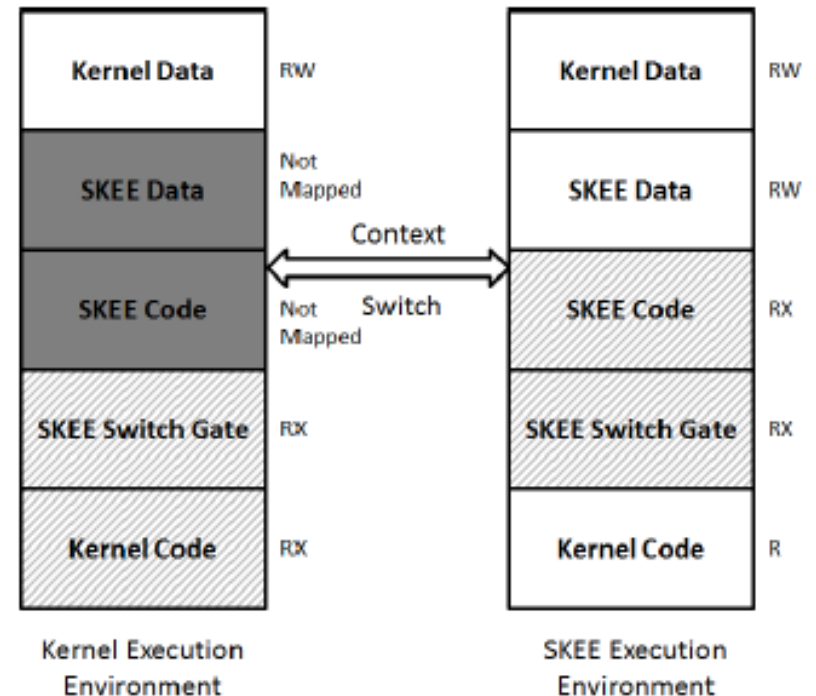 Kernel Data
RW
SKEE Data
Not
Mapped
SKEE Code
Not
Mapped
SKEE Switch Gate
RX
Kernel Code
RX
Kernel Execution
Environment
Context
Switch
Kernel Data
RW
SKEE Data
RW
SKEE Code
RX
SKEE Switch Gate
RX
Kernel Code
R
SKEE Execution
Environment